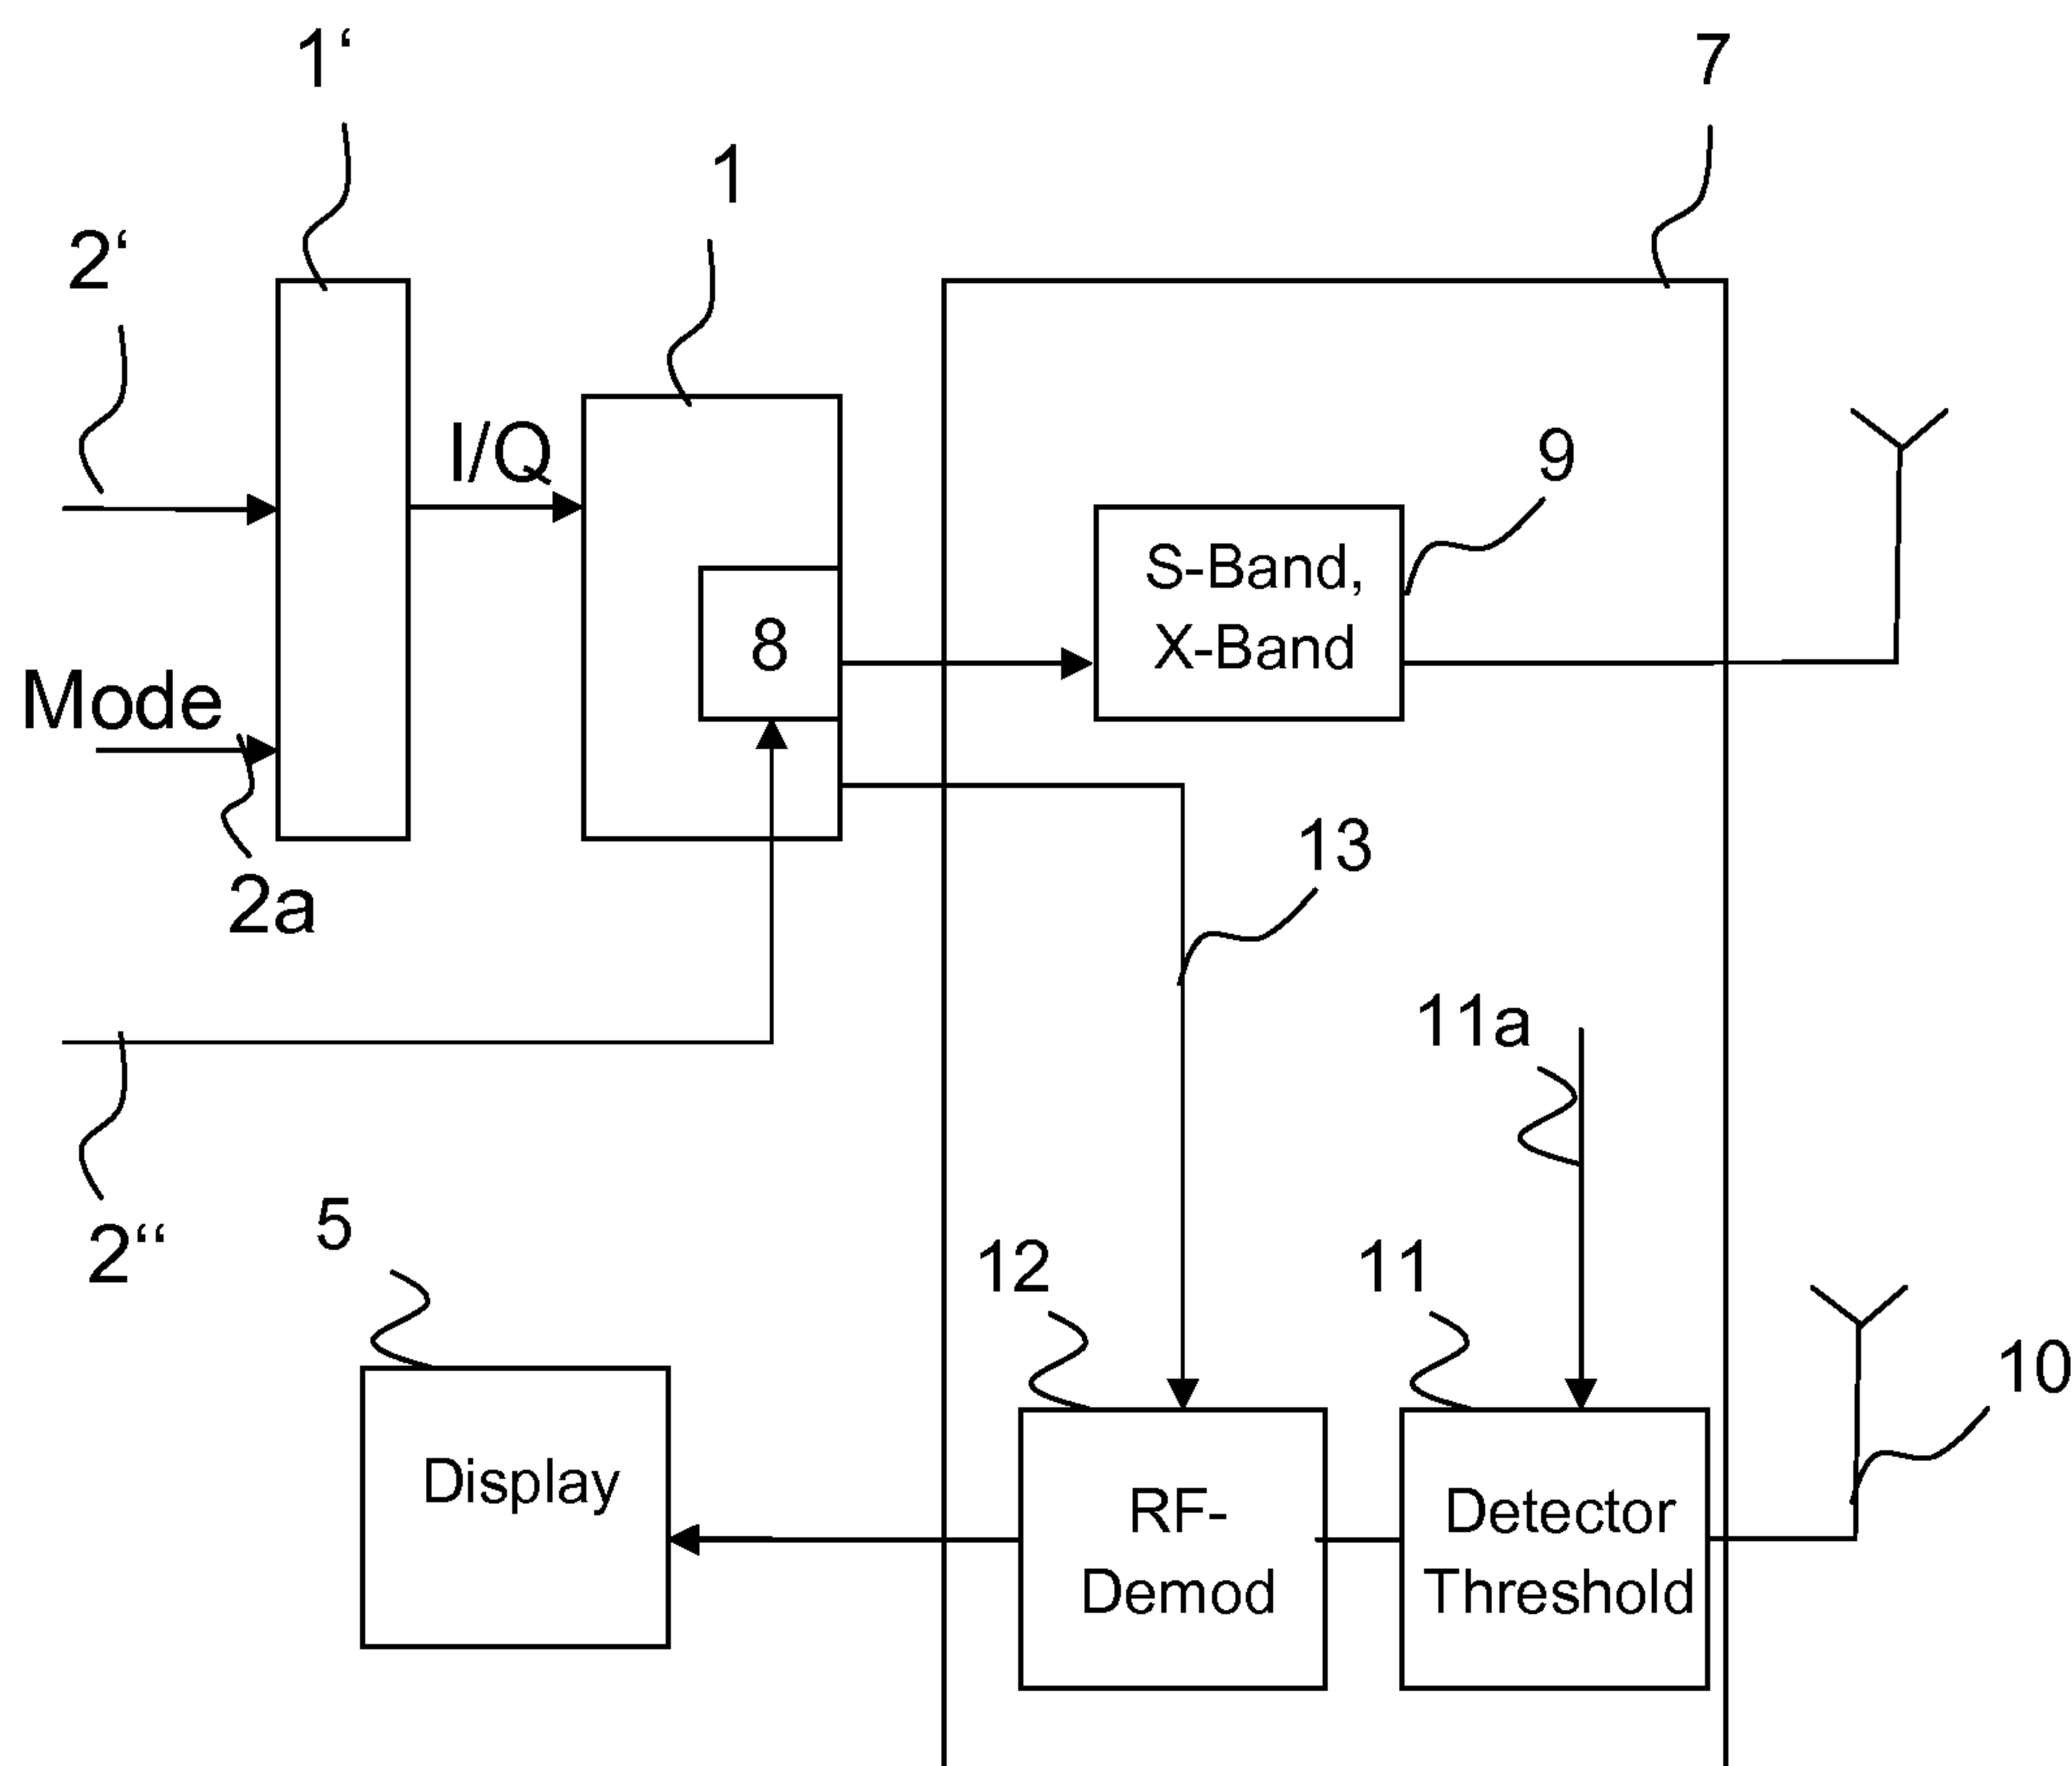 1‘
7
1
2‘
I/Q
9
S-Band,
X-Band
8
Mode
13
2a
11a
5
2“
12
11
10
Display
RF-
Demod
Detector
Threshold